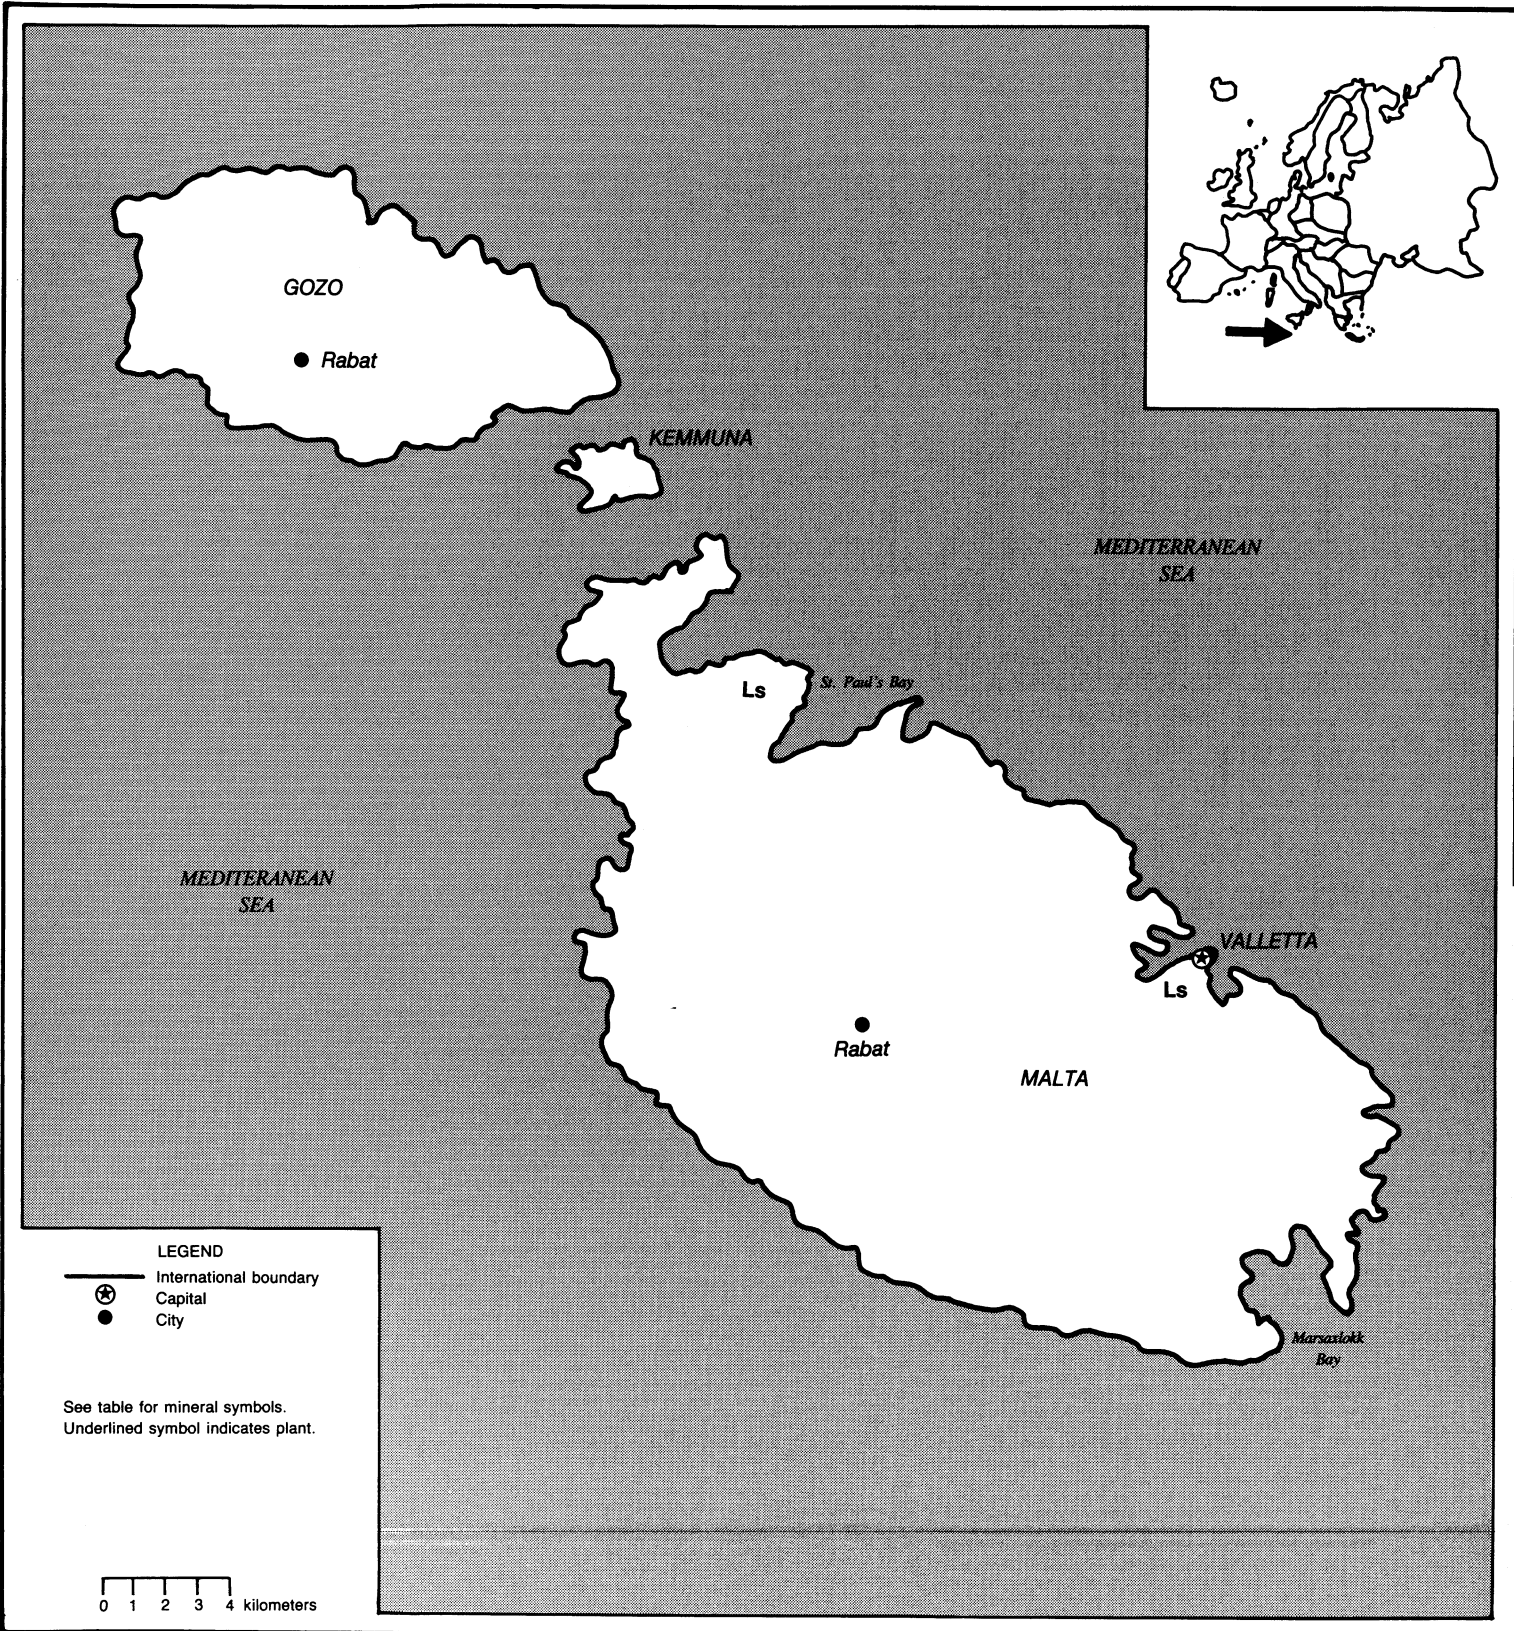 GOZO
Rabat
KEMMUNA
MEDITERRANEAN
SEA
Ls
St. Paul's Bay
MEDITERANEAN
SEA
VALLETTA
Ls
Rabat
MALTA
Marsaxlokk
Bay
LEGEND
International boundary
Capital
City
See table for mineral symbols.
Underlined symbol indicates plant.
0 1 2 3 4 kilometers